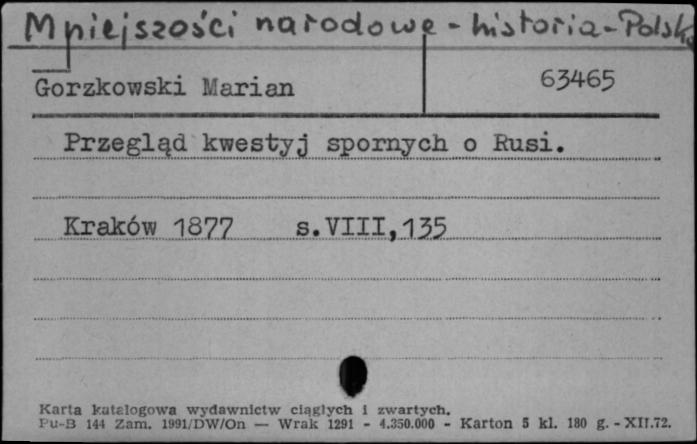 Mniejszości narodowe - historia - Polska
Gorzkowski Marian
63465
Przegląd kwestyj spornych o Rusi.
Kraków 1877 s.VIII,135
Karta katalogowa wydawnictw ciągłych i zwartych.
Pu-B 144 Zam. 1991/DW/On — Wrak 1291 - 4.350.000 - Karton 5 kl. 180 g. - XII.72.